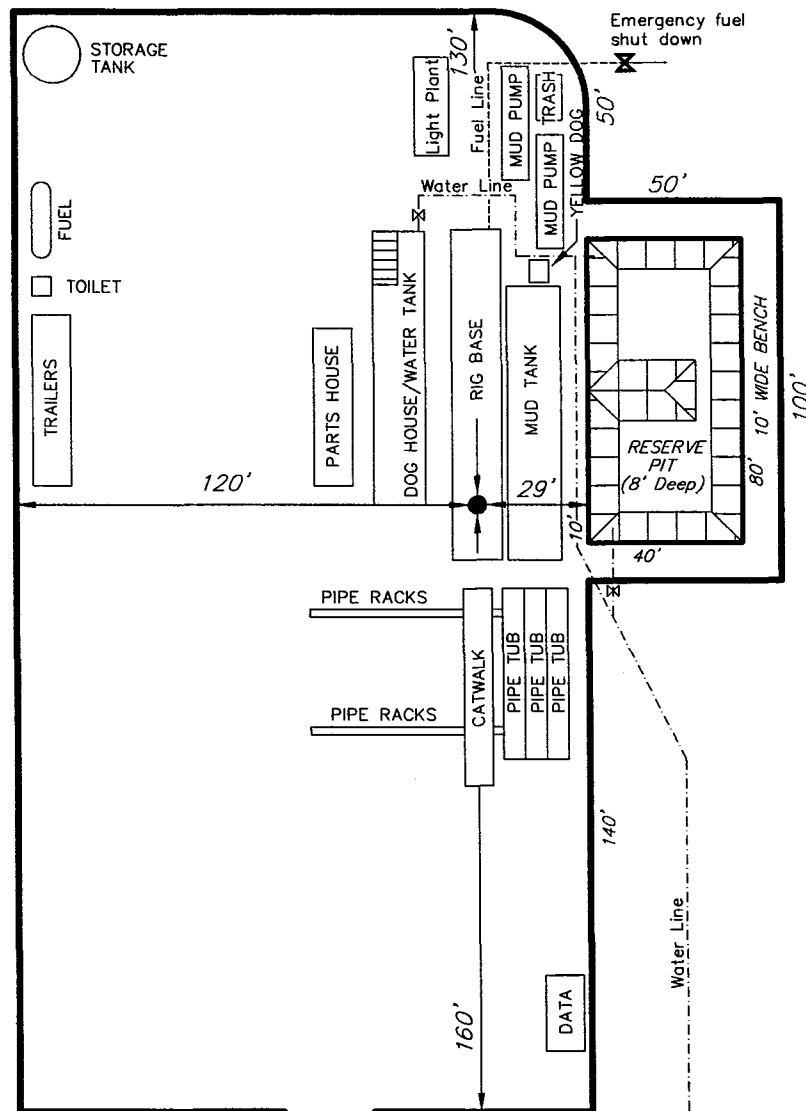 Emergency fuel
shut down
STORAGE
TANK
130'
Light Plant
Fuel Line
MUD PUMP
TRASH
50'
MUD PUMP
YELLOW DOG
Water Line
50'
FUEL
TOILET
TRAILERS
PARTS HOUSE
DOG HOUSE/WATER TANK
RIG BASE
MUD TANK
10' WIDE BENCH
100'
RESERVE
PIT
(8' Deep)
80'
120'
29'
10'
40'
PIPE RACKS
CATWALK
PIPE TUB
PIPE TUB
PIPE TUB
PIPE RACKS
140'
Water Line
DATA
160'